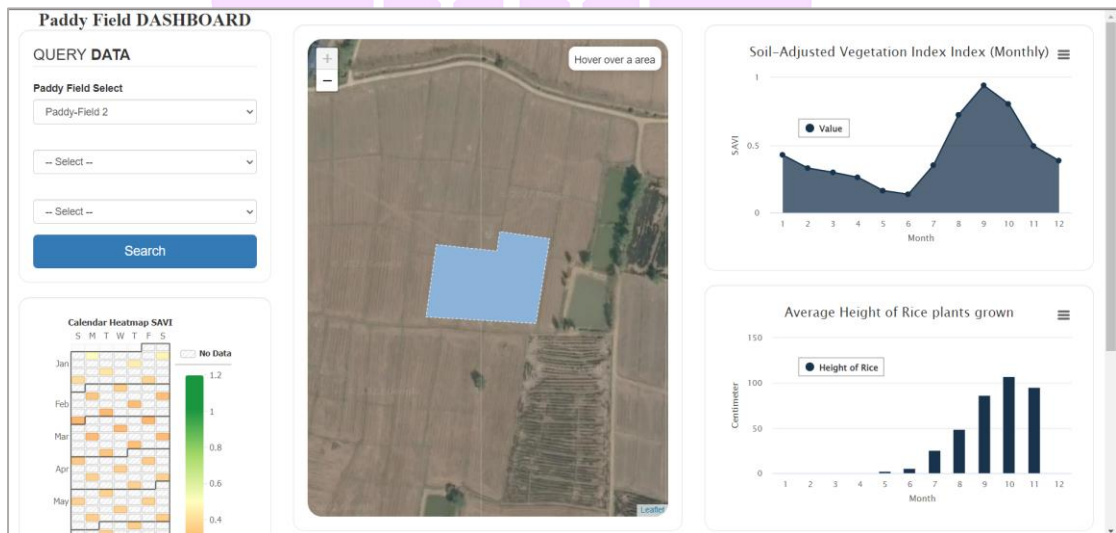 Paddy Field DASHBOARD
QUERY DATA
Paddy Field Select
Paddy-Field 2
-- Select --
-- Select --
Search
Calendar Heatmap SAVI
S M T W T F S
No Data
Jan
Feb
Mar
Apr
May
1.2
1
0.8
0.6
0.4
+
−
Hover over a area
Leaflet
Soil-Adjusted Vegetation Index Index (Monthly)
1
0.5
0
SAVI
Value
1 2 3 4 5 6 7 8 9 10 11 12
Month
Average Height of Rice plants grown
150
100
50
0
Centimeter
Height of Rice
1 2 3 4 5 6 7 8 9 10 11 12
Month